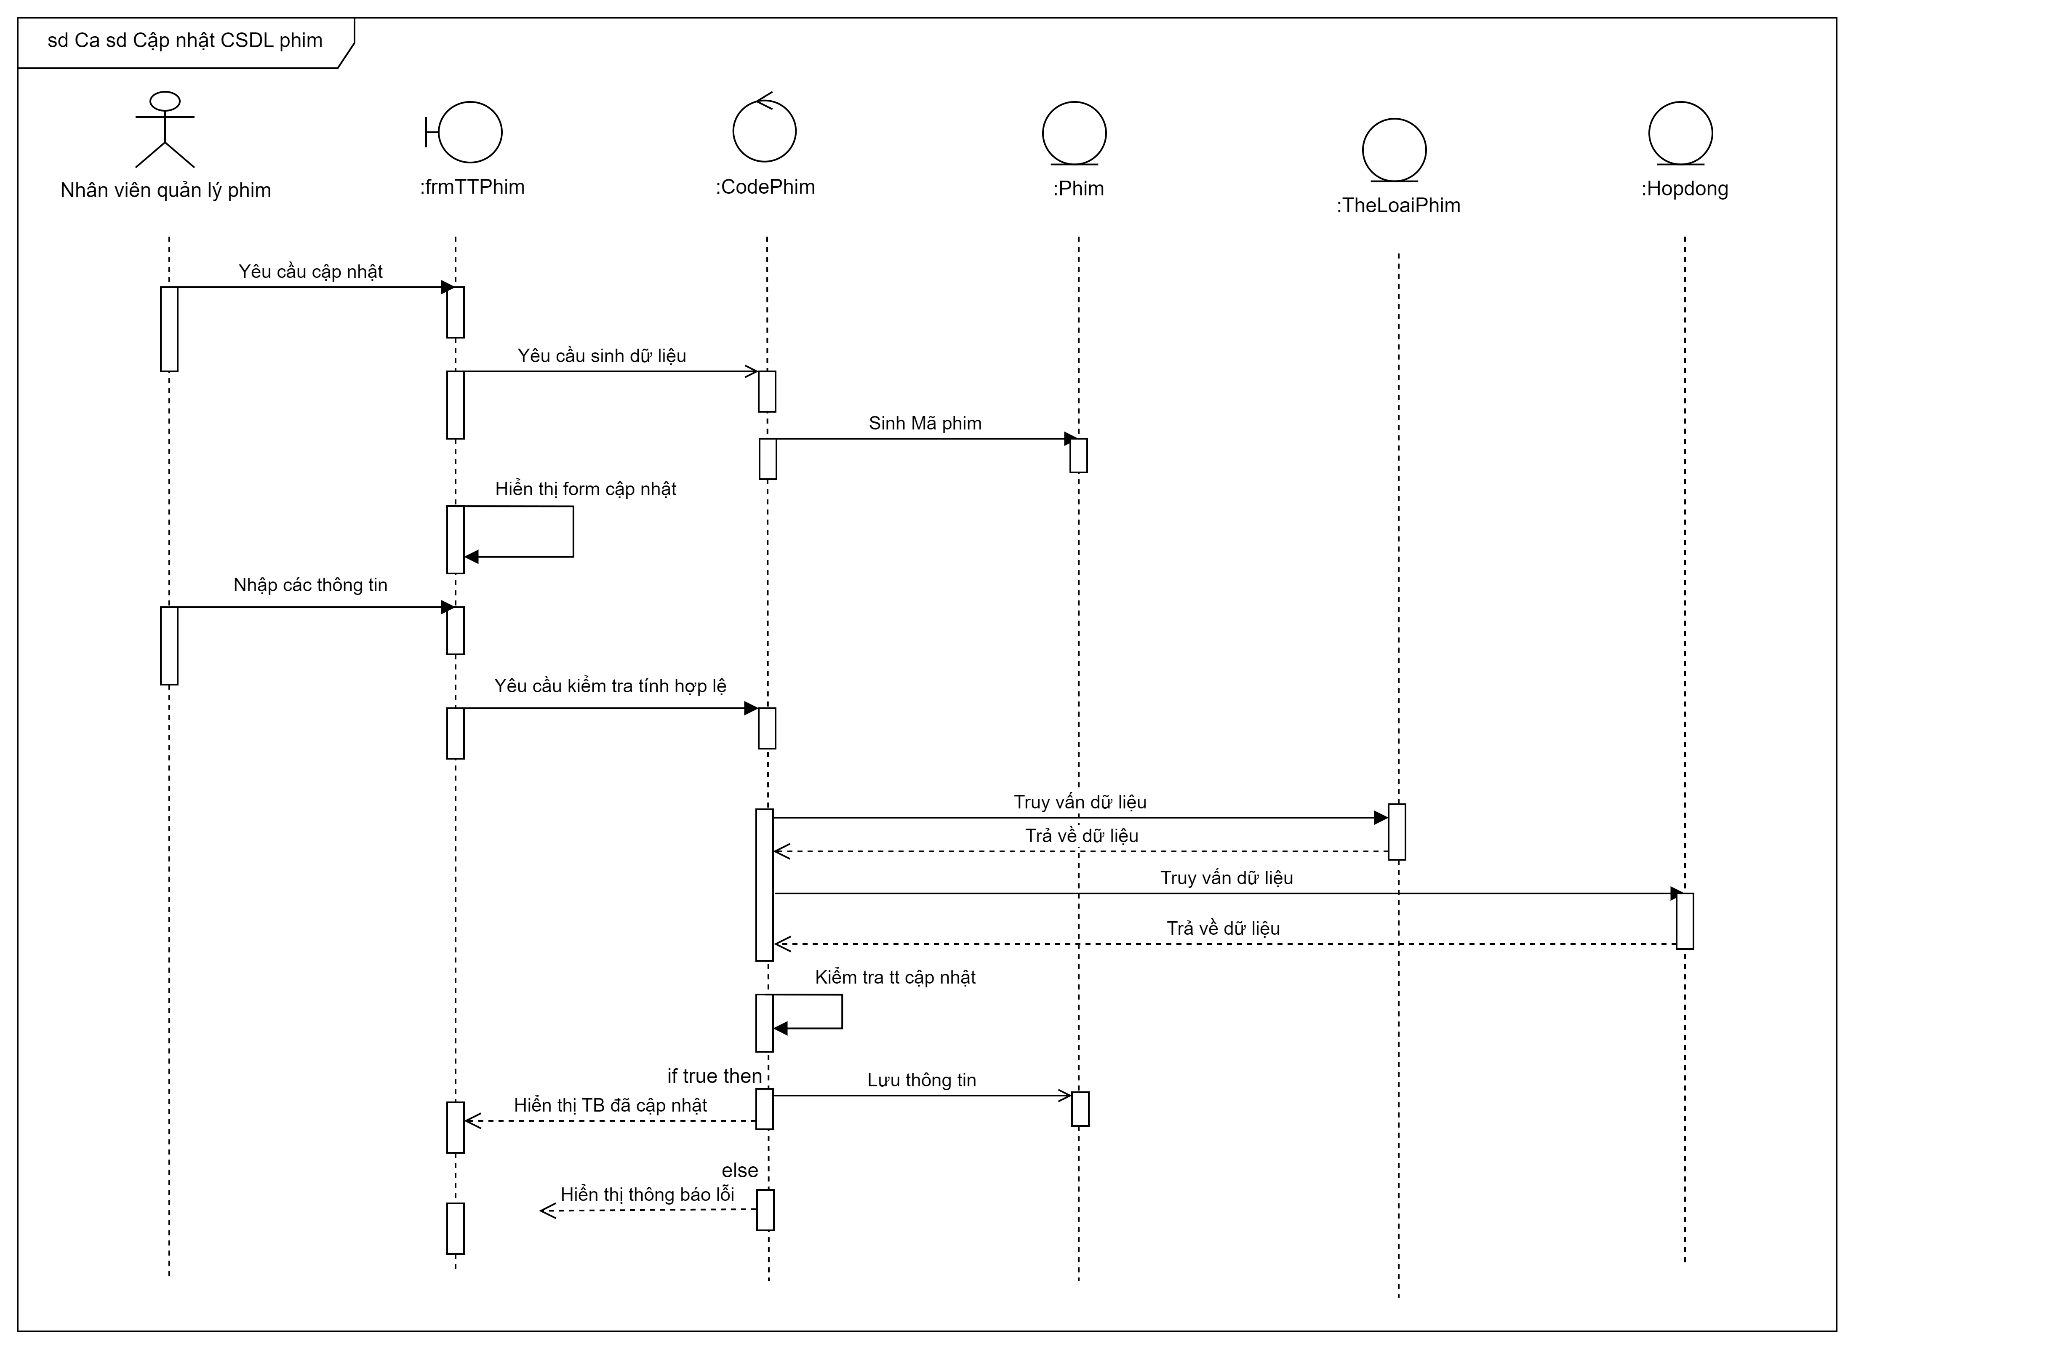 sd Ca sd Cập nhật CSDL phim
Nhân viên quản lý phim
:frmTTPhim
:CodePhim
:Phim
:TheLoaiPhim
:Hopdong
Yêu cầu cập nhật
Yêu cầu sinh dữ liệu
Sinh Mã phim
Hiển thị form cập nhật
Nhập các thông tin
Yêu cầu kiểm tra tính hợp lệ
Truy vấn dữ liệu
Trả về dữ liệu
Truy vấn dữ liệu
Trả về dữ liệu
Kiểm tra tt cập nhật
if true then
Lưu thông tin
Hiển thị TB đã cập nhật
else
Hiển thị thông báo lỗi